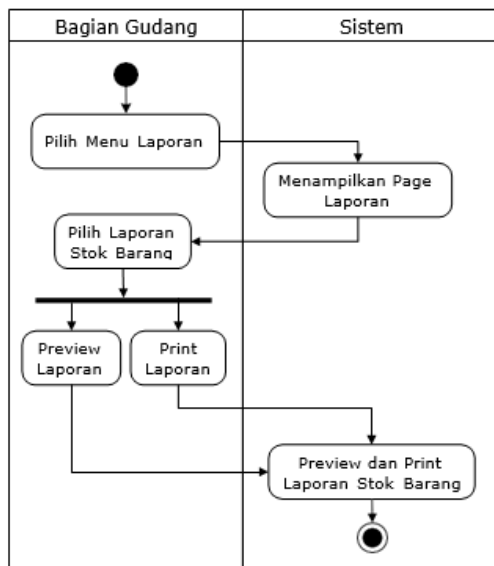 Bagian Gudang
Sistem
Pilih Menu Laporan
Menampilkan Page
Laporan
Pilih Laporan
Stok Barang
Preview
Laporan
Print
Laporan
Preview dan Print
Laporan Stok Barang